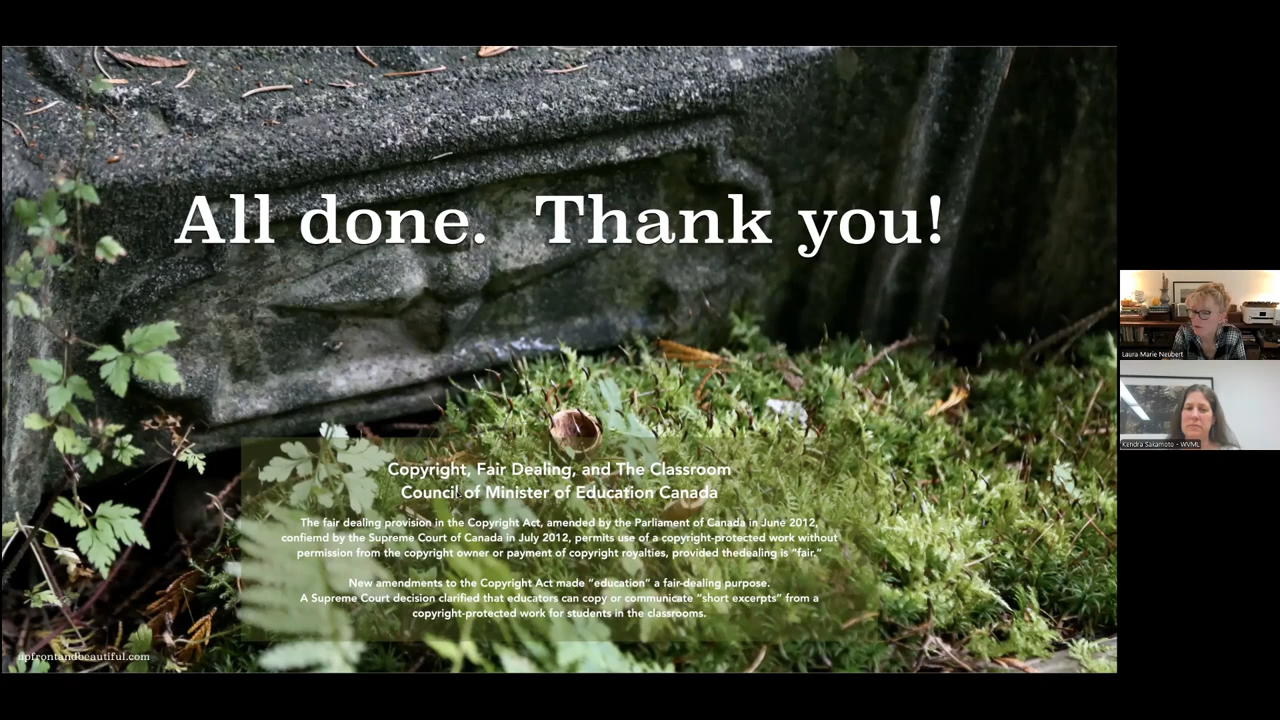 All done. Thank you!
Copyright, Fair Dealing, and The Classroom
Council of Minister of Education Canada
The fair dealing provision in the Copyright Act, amended by the Parliament of Canada in June 2012,
confiemd by the Supreme Court of Canada in July 2012, permits use of a copyright-protected work without
permission from the copyright owner or payment of copyright royalties, provided thedealing is “fair.”
New amendments to the Copyright Act made “education” a fair-dealing purpose.
A Supreme Court decision clarified that educators can copy or communicate “short excerpts” from a
copyright-protected work for students in the classrooms.
upfrontandbeautiful.com
Laura Marie Neubert
Kendra Sakamoto - WVML